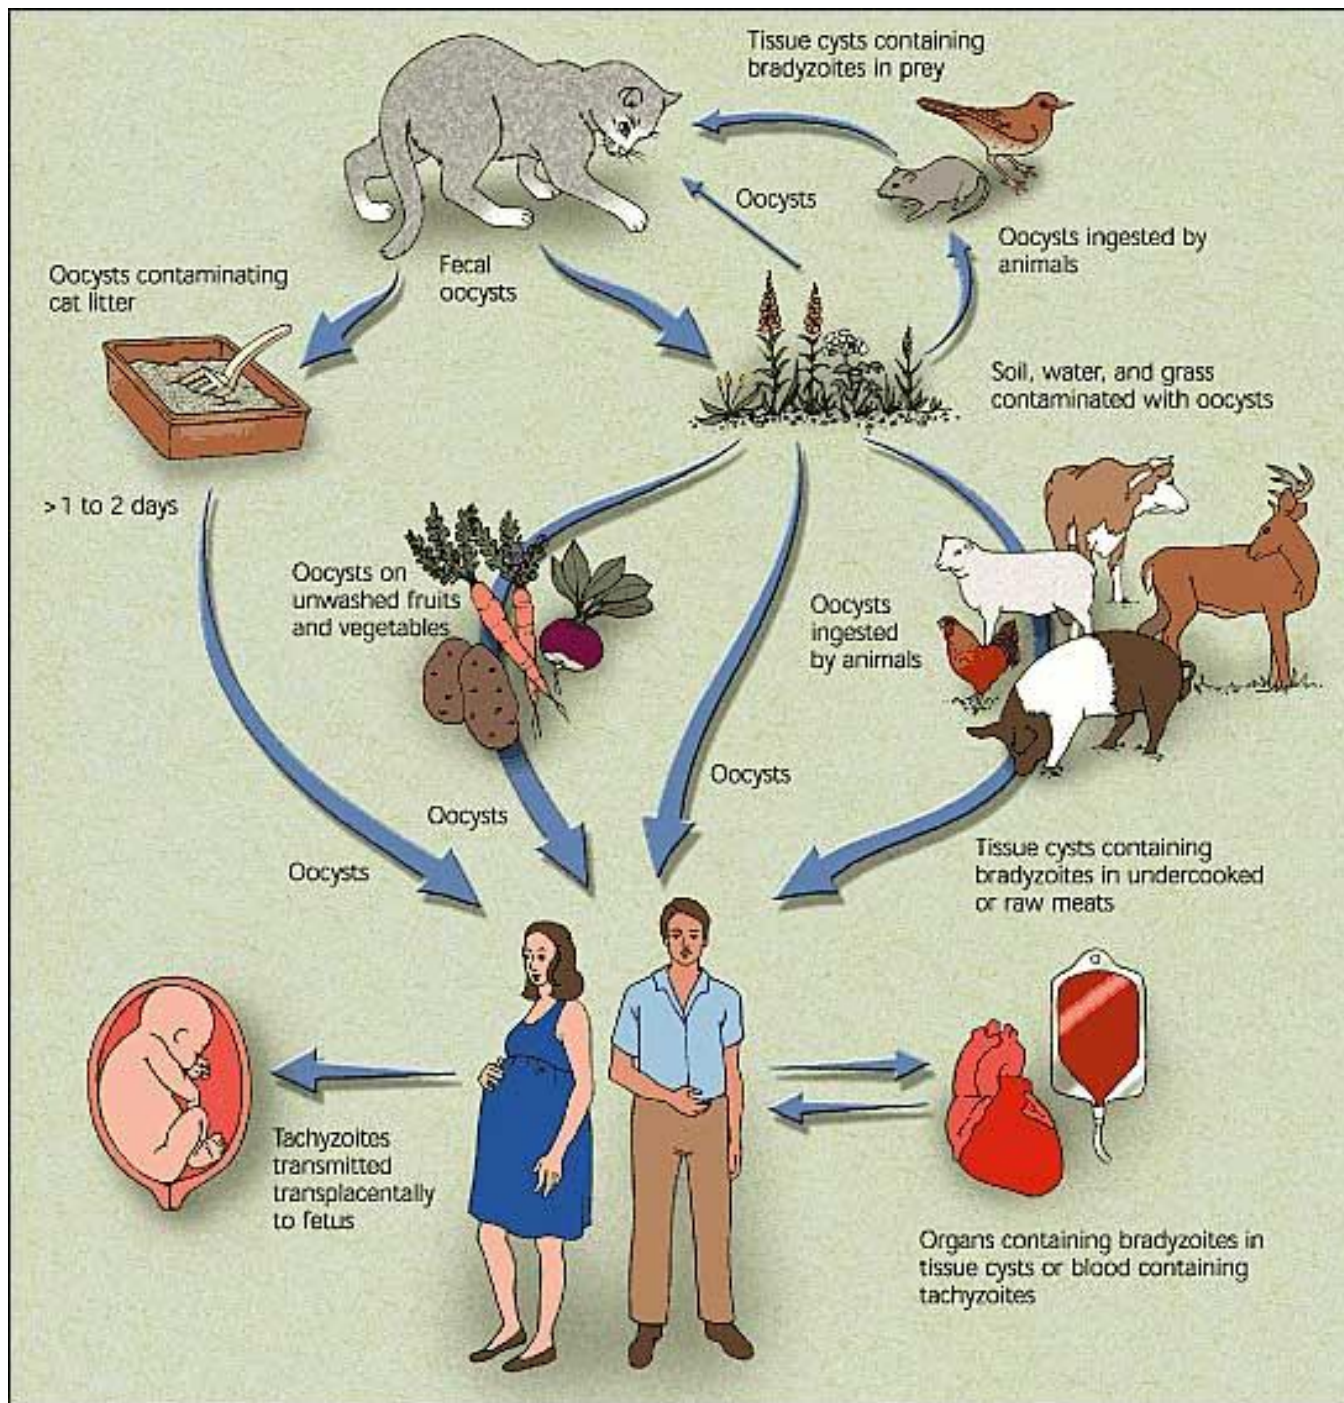 Tissue cysts containing
bradyzoites in prey
Oocysts
Oocysts ingested by
animals
Fecal
oocysts
Oocysts contaminating
cat litter
Soil, water, and grass
contaminated with oocysts
>1 to 2 days
Oocysts on
unwashed fruits
and vegetables
Oocysts
ingested
by animals
Oocysts
Oocysts
Oocysts
Tissue cysts containing
bradyzoites in undercooked
or raw meats
Tachyzoites
transmitted
transplacentally
to fetus
Organs containing bradyzoites in
tissue cysts or blood containing
tachyzoites